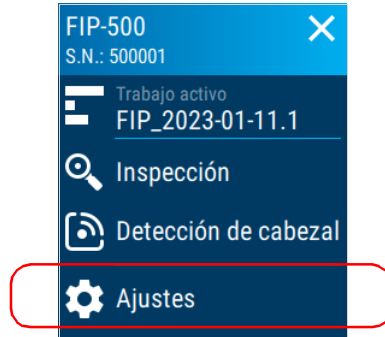 FIP-500
S.N.: 500001
Trabajo activo
FIP_2023-01-11.1
Inspección
Detección de cabezal
Ajustes